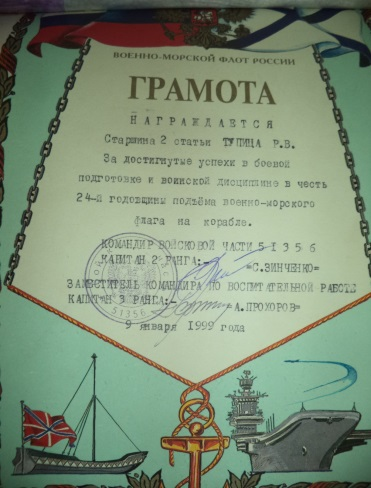 ВОЕННО-МОРСКОЙ ФЛОТ РОССИИ
ГРАМОТА
НАГРАЖДАЕТСЯ
Старшина 2 статьи ТУПИЦА Р.В.
За достигнутые успехи в боевой
подготовке и воинской дисциплине в честь
24-й годовщины подъёма военно-морского
флага на корабле.
КОМАНДИР ВОЙСКОВОЙ ЧАСТИ 51356
КАПИТАН 2 РАНГА:-
=С.ЗИНЧЕНКО=
ЗАМЕСТИТЕЛЬ КОМАНДИРА ПО ВОСПИТАТЕЛЬНОЙ РАБОТЕ
КАПИТАН 3 РАНГА:- =А.ПРОХОРОВ=
9 января 1999 года
51356